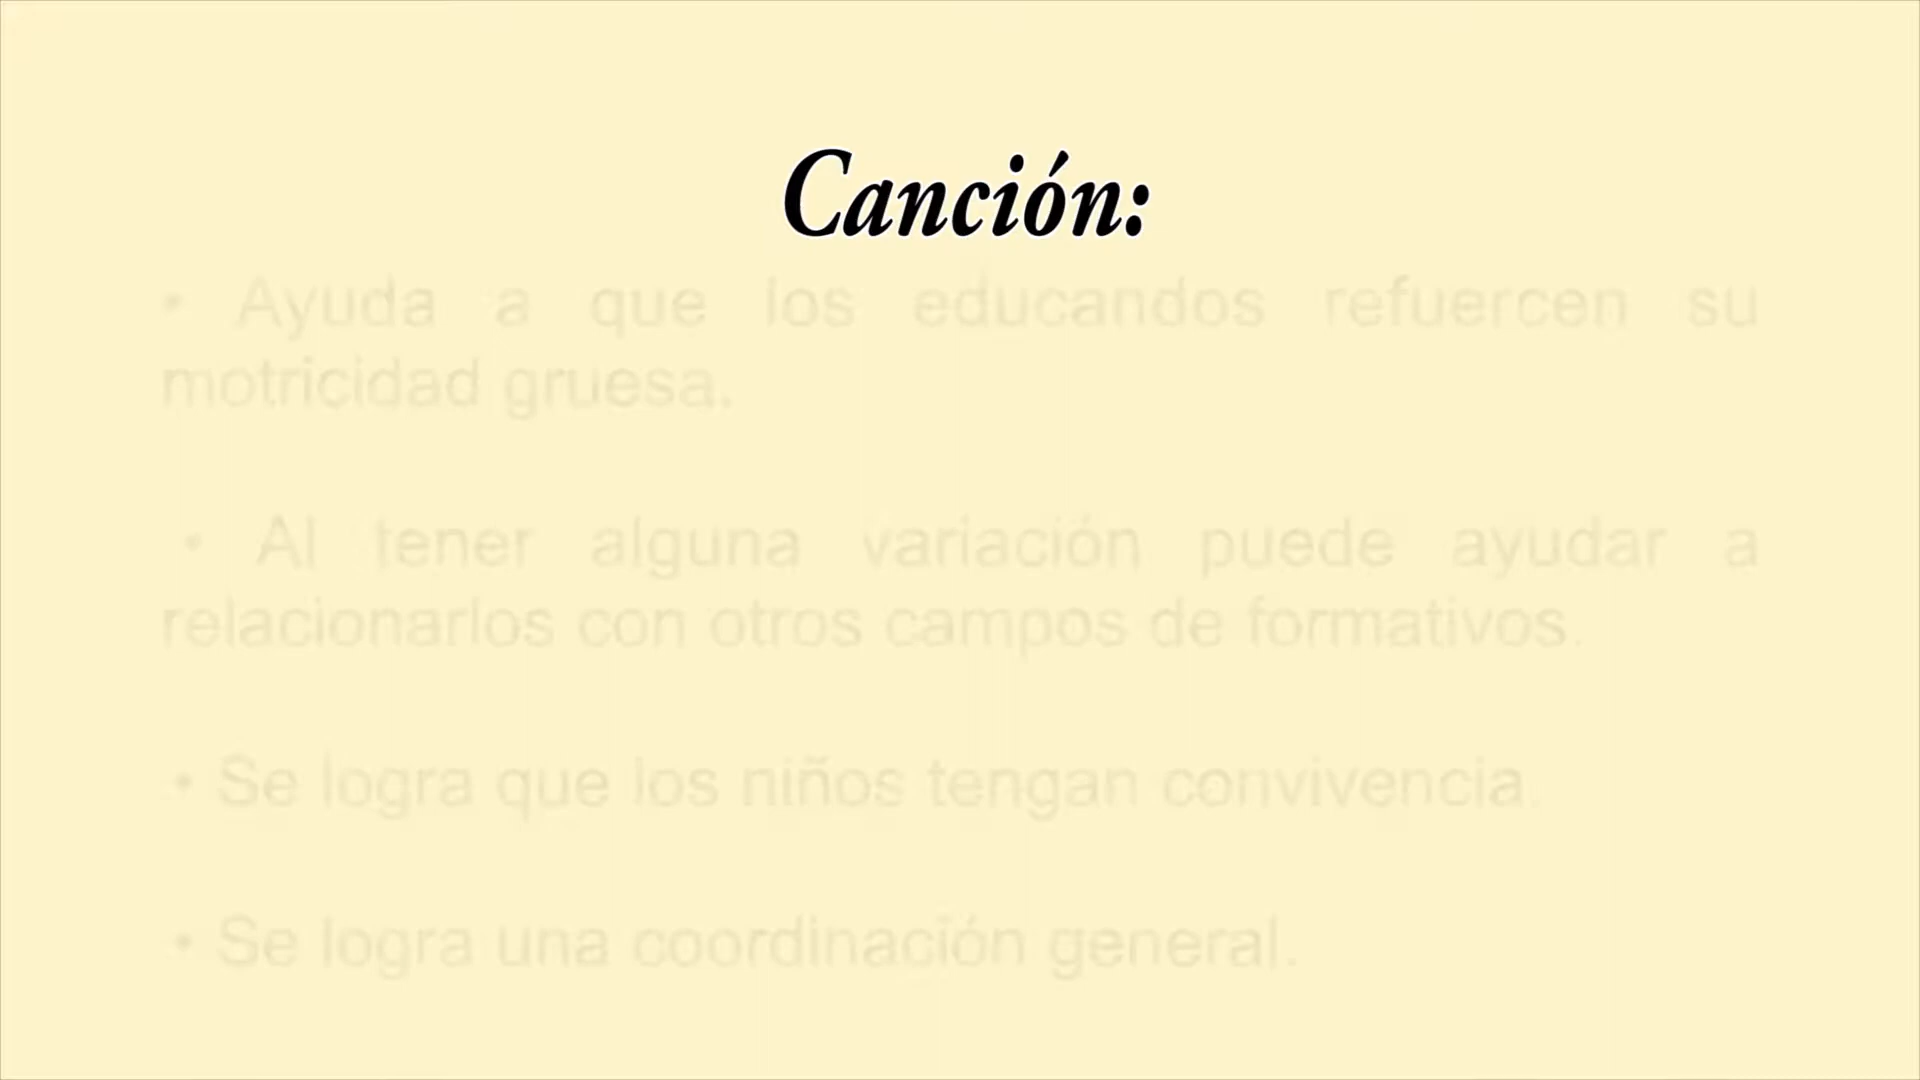 Canción:
• Ayuda a que los educandos refuercen su
motricidad gruesa.
• Al tener alguna variación puede ayudar a
relacionarlos con otros campos de formativos.
• Se logra que los niños tengan convivencia.
• Se logra una coordinación general.